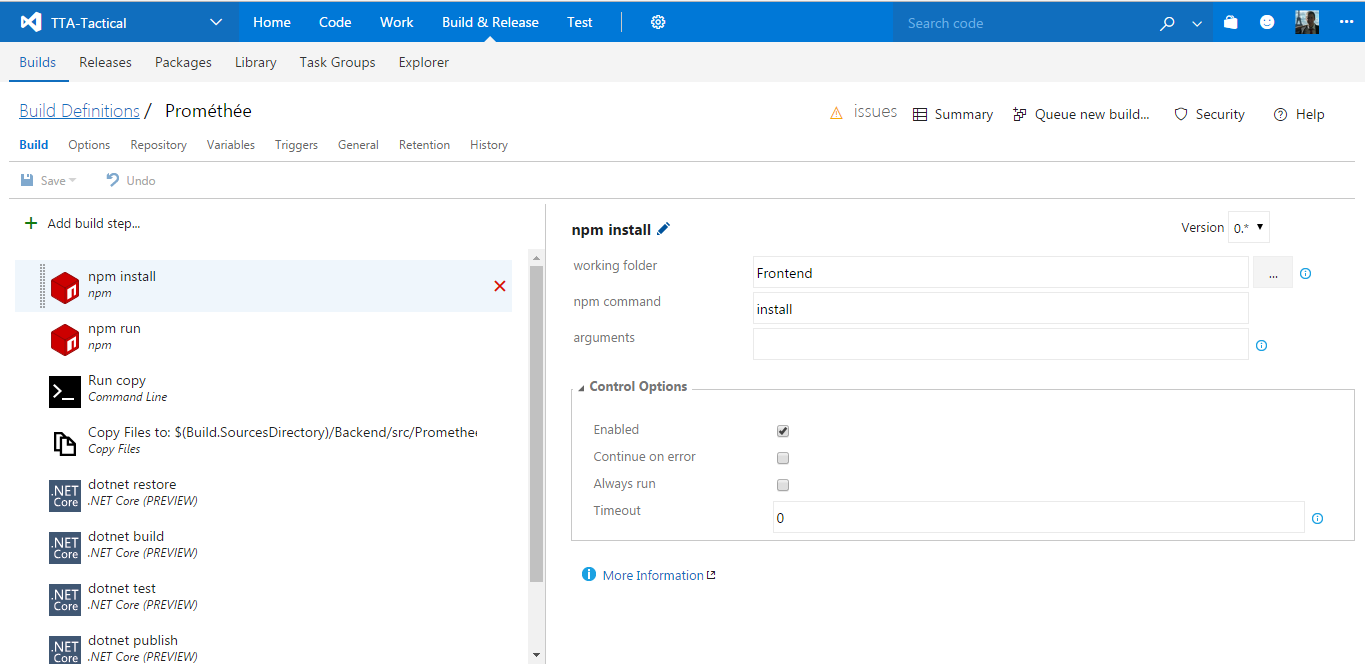 TTA-Tactical Home Code Work Build & Release Test Search code
Builds Releases Packages Library Task Groups Explorer
Build Definitions / Prométhée issues Summary Queue new build... Security Help
Build Options Repository Variables Triggers General Retention History
Save Undo
Add build step...
npm install
npm
npm run
npm
Run copy
Command Line
Copy Files to: $(Build.SourcesDirectory)/Backend/src/Promethee
Copy Files
.NET
Core
dotnet restore
.NET Core (PREVIEW)
.NET
Core
dotnet build
.NET Core (PREVIEW)
.NET
Core
dotnet test
.NET Core (PREVIEW)
.NET
Core
dotnet publish
.NET Core (PREVIEW)
npm install Version 0.*
working folder Frontend ...
npm command install
arguments
Control Options
Enabled
Continue on error
Always run
Timeout 0
More Information